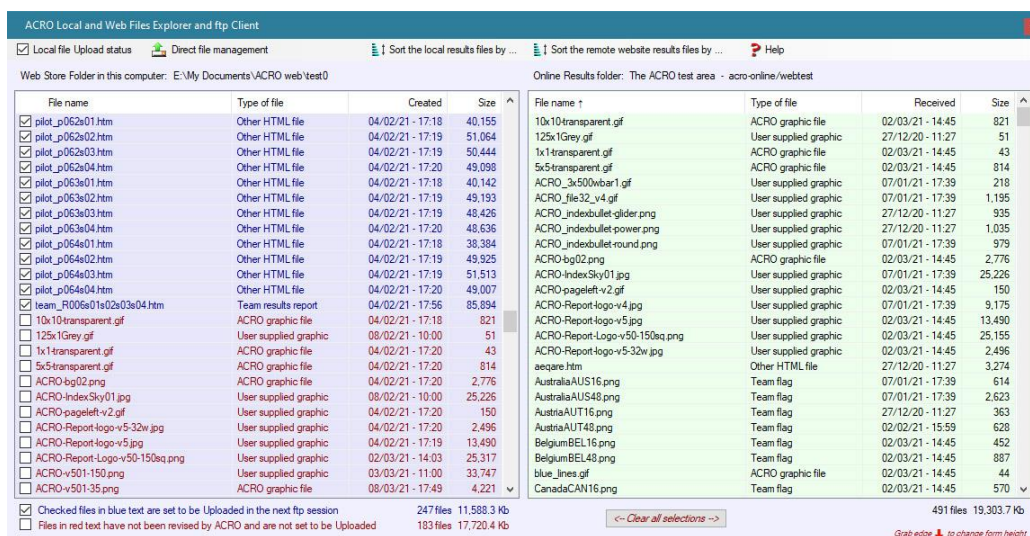 ACRO Local and Web Files Explorer and ftp Client
Local file Upload status Direct file management Sort the local results files by ... Sort the remote website results files by ... Help
Web Store Folder in this computer: E:\My Documents\ACRO web\test0
File name Type of file Created Size
pilot_p062s01.htm Other HTML file 04/02/21 - 17:18 40,155
pilot_p062s02.htm Other HTML file 04/02/21 - 17:19 51,064
pilot_p062s03.htm Other HTML file 04/02/21 - 17:19 50,444
pilot_p062s04.htm Other HTML file 04/02/21 - 17:20 49,098
pilot_p063s01.htm Other HTML file 04/02/21 - 17:18 40,142
pilot_p063s02.htm Other HTML file 04/02/21 - 17:19 49,193
pilot_p063s03.htm Other HTML file 04/02/21 - 17:19 48,426
pilot_p063s04.htm Other HTML file 04/02/21 - 17:20 48,636
pilot_p064s01.htm Other HTML file 04/02/21 - 17:18 38,384
pilot_p064s02.htm Other HTML file 04/02/21 - 17:19 49,925
pilot_p064s03.htm Other HTML file 04/02/21 - 17:19 51,513
pilot_p064s04.htm Other HTML file 04/02/21 - 17:20 49,007
team_R006s01s02s03s04.htm Team results report 04/02/21 - 17:56 85,894
10x10-transparent.gif ACRO graphic file 04/02/21 - 17:18 821
125x1Grey.gif User supplied graphic 08/02/21 - 10:00 51
1x1-transparent.gif ACRO graphic file 04/02/21 - 17:20 43
5x5-transparent.gif ACRO graphic file 04/02/21 - 17:20 814
ACRO-bg02.png ACRO graphic file 04/02/21 - 17:20 2,776
ACRO-IndexSky01.jpg User supplied graphic 08/02/21 - 10:00 25,226
ACRO-pageleft-v2.gif User supplied graphic 04/02/21 - 17:20 150
ACRO-Report-logo-v5-32w.jpg User supplied graphic 04/02/21 - 17:20 2,496
ACRO-Report-logo-v5.jpg User supplied graphic 04/02/21 - 17:19 13,490
ACRO-Report-Logo-v50-150sq.png User supplied graphic 02/03/21 - 14:03 25,317
ACRO-v501-150.png User supplied graphic 03/03/21 - 11:00 33,747
ACRO-v501-35.png ACRO graphic file 08/03/21 - 17:49 4,221
Checked files in blue text are set to be Uploaded in the next ftp session 247 files 11,588.3 Kb
Files in red text have not been revised by ACRO and are not set to be Uploaded 183 files 17,720.4 Kb
Online Results folder: The ACRO test area - acro-online/webtest
File name ↑ Type of file Received Size
10x10-transparent.gif ACRO graphic file 02/03/21 - 14:45 821
125x1Grey.gif User supplied graphic 27/12/20 - 11:27 51
1x1-transparent.gif ACRO graphic file 02/03/21 - 14:45 43
5x5-transparent.gif ACRO graphic file 02/03/21 - 14:45 814
ACRO_3x500wbar1.gif User supplied graphic 07/01/21 - 17:39 218
ACRO_file32_v4.gif User supplied graphic 07/01/21 - 17:39 1,195
ACRO_indexbullet-glider.png User supplied graphic 27/12/20 - 11:27 935
ACRO_indexbullet-power.png User supplied graphic 27/12/20 - 11:27 1,035
ACRO_indexbullet-round.png User supplied graphic 07/01/21 - 17:39 979
ACRO-bg02.png ACRO graphic file 02/03/21 - 14:45 2,776
ACRO-IndexSky01.jpg User supplied graphic 07/01/21 - 17:39 25,226
ACRO-pageleft-v2.gif User supplied graphic 02/03/21 - 14:45 150
ACRO-Report-logo-v4.jpg User supplied graphic 07/01/21 - 17:39 9,175
ACRO-Report-logo-v5.jpg User supplied graphic 02/03/21 - 14:45 13,490
ACRO-Report-Logo-v50-150sq.png User supplied graphic 02/03/21 - 14:45 25,155
ACRO-Report-logo-v5-32w.jpg User supplied graphic 02/03/21 - 14:45 2,496
aeqare.htm Other HTML file 27/12/20 - 11:27 3,274
AustraliaAUS16.png Team flag 07/01/21 - 17:39 614
AustraliaAUS48.png Team flag 07/01/21 - 17:39 2,623
AustriaAUT16.png Team flag 27/12/20 - 11:27 363
AustriaAUT48.png Team flag 02/02/21 - 15:59 628
BelgiumBEL16.png Team flag 02/03/21 - 14:45 452
BelgiumBEL48.png Team flag 02/03/21 - 14:45 887
blue_lines.gif ACRO graphic file 02/03/21 - 14:45 44
CanadaCAN16.png Team flag 02/03/21 - 14:45 570
<-- Clear all selections --> 491 files 19,303.7 Kb
Grab edge to change form height